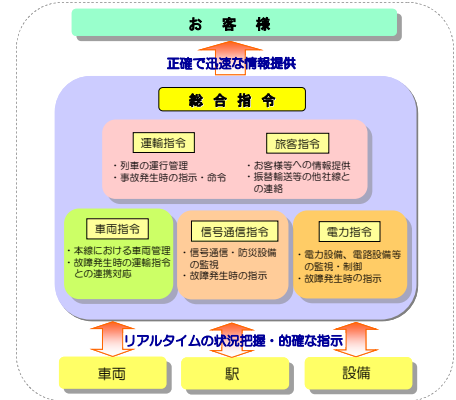 お客様
正確で迅速な情報提供
総合指令
運輸指令
・列車の運行管理
・事故発生時の指示・命令
旅客指令
・お客様等への情報提供
・振替輸送等の他社線と
の連絡
車両指令
・本線における車両管理
・故障発生時の運輸指令
との連携対応
信号通信指令
・信号通信・防災設備
の監視
・故障発生時の指示
電力指令
・電力設備、電路設備等
の監視・制御
・故障発生時の指示
リアルタイムの状況把握・的確な指示
車両
駅
設備